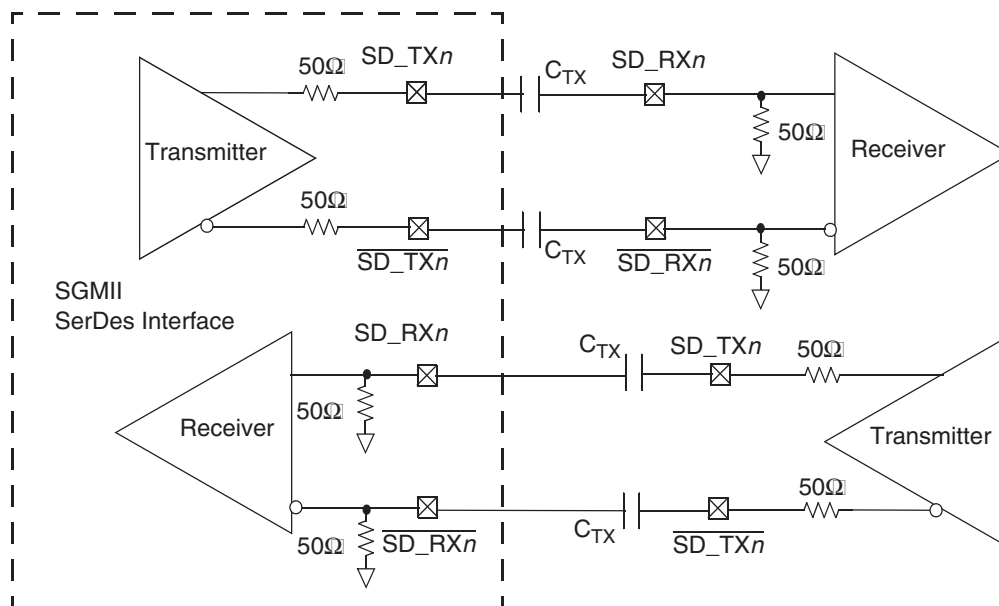 50Ω
SD_TXn
C_TX
SD_RXn
Transmitter
50Ω
Receiver
50Ω
SD_TXn
C_TX
SD_RXn
50Ω
SGMII
SerDes Interface
SD_RXn
C_TX
SD_TXn
50Ω
Receiver
50Ω
Transmitter
50Ω
SD_RXn
C_TX
SD_TXn
50Ω